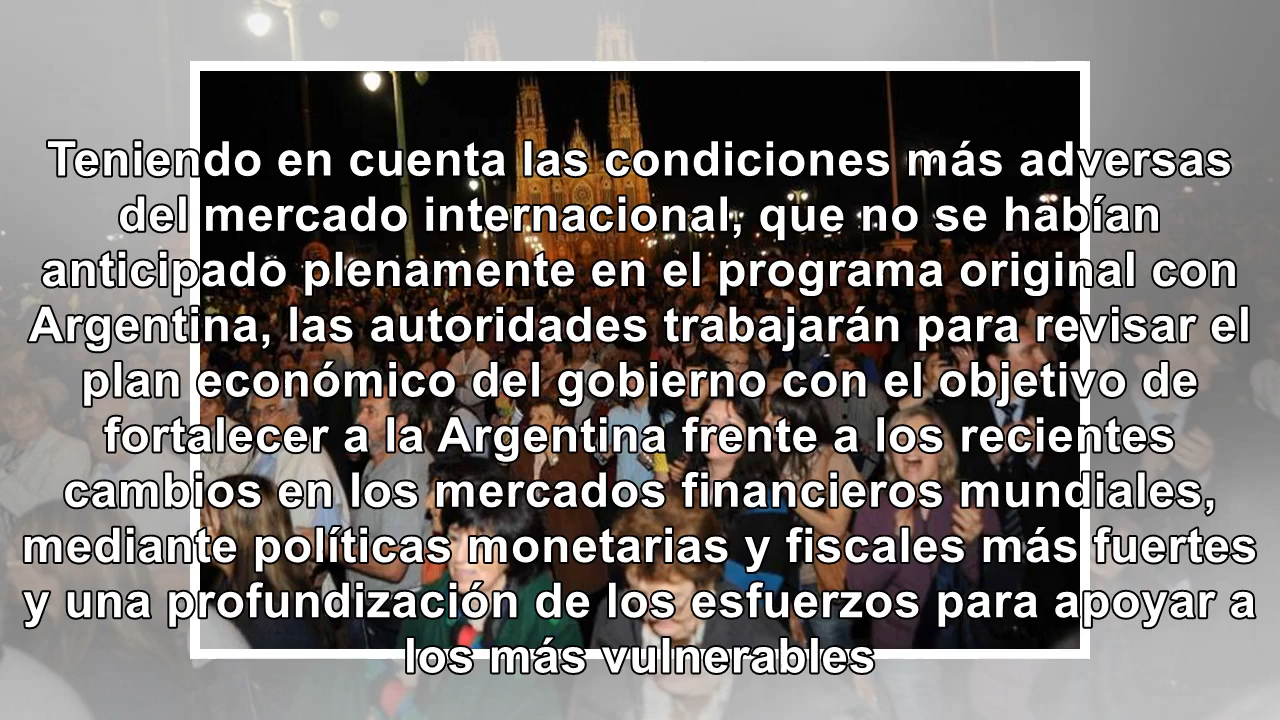 Teniendo en cuenta las condiciones más adversas
del mercado internacional, que no se habían
anticipado plenamente en el programa original con
Argentina, las autoridades trabajarán para revisar el
plan económico del gobierno con el objetivo de
fortalecer a la Argentina frente a los recientes
cambios en los mercados financieros mundiales,
mediante políticas monetarias y fiscales más fuertes
y una profundización de los esfuerzos para apoyar a
los más vulnerables